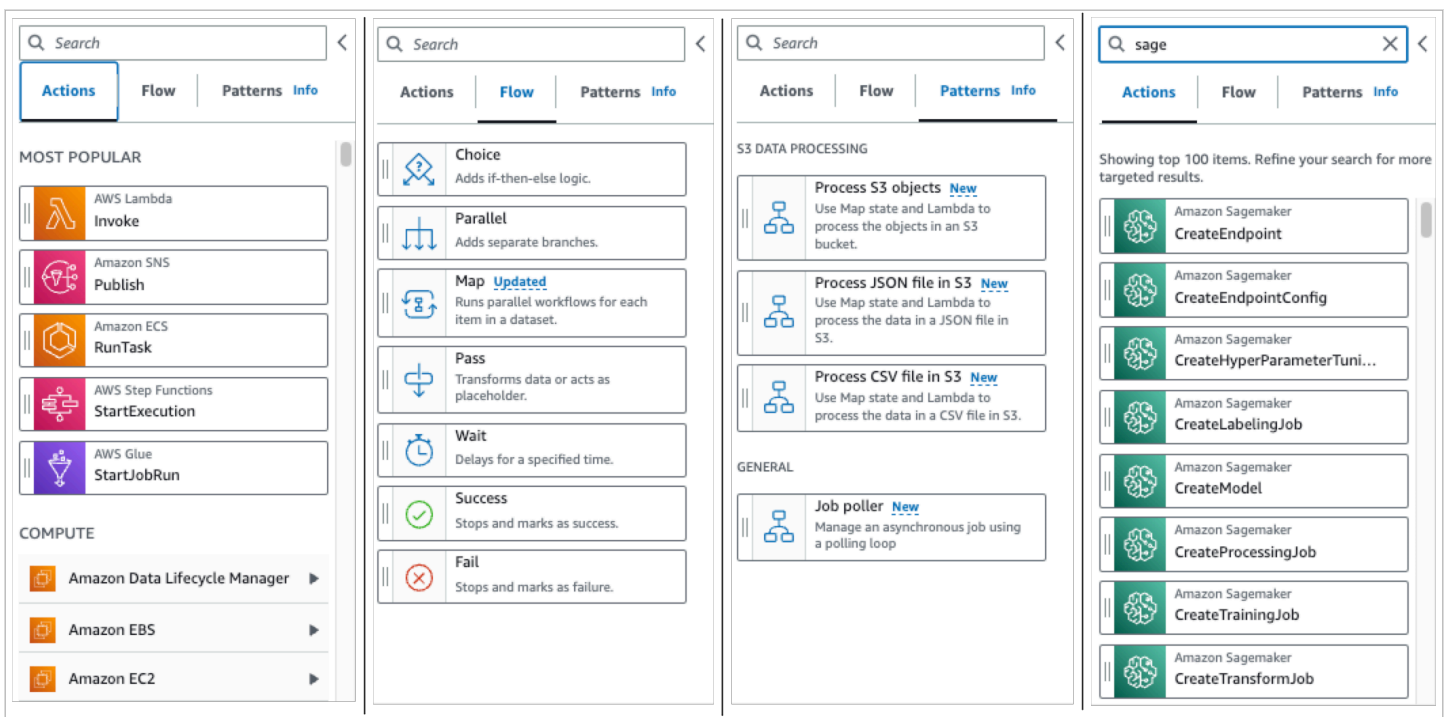 Search
Actions
Flow
Patterns Info
MOST POPULAR
AWS Lambda
Invoke
Amazon SNS
Publish
Amazon ECS
RunTask
AWS Step Functions
StartExecution
AWS Glue
StartJobRun
COMPUTE
Amazon Data Lifecycle Manager
Amazon EBS
Amazon EC2
Search
Actions
Flow
Patterns Info
Choice
Adds if-then-else logic.
Parallel
Adds separate branches.
Map Updated
Runs parallel workflows for each
item in a dataset.
Pass
Transforms data or acts as
placeholder.
Wait
Delays for a specified time.
Success
Stops and marks as success.
Fail
Stops and marks as failure.
Search
Actions
Flow
Patterns Info
S3 DATA PROCESSING
Process S3 objects New
Use Map state and Lambda to
process the objects in an S3
bucket.
Process JSON file in S3 New
Use Map state and Lambda to
process the data in a JSON file in
S3.
Process CSV file in S3 New
Use Map state and Lambda to
process the data in a CSV file in S3.
GENERAL
Job poller New
Manage an asynchronous job using
a polling loop
sage
Actions
Flow
Patterns Info
Showing top 100 items. Refine your search for more
targeted results.
Amazon Sagemaker
CreateEndpoint
Amazon Sagemaker
CreateEndpointConfig
Amazon Sagemaker
CreateHyperParameterTuni...
Amazon Sagemaker
CreateLabelingJob
Amazon Sagemaker
CreateModel
Amazon Sagemaker
CreateProcessingJob
Amazon Sagemaker
CreateTrainingJob
Amazon Sagemaker
CreateTransformJob